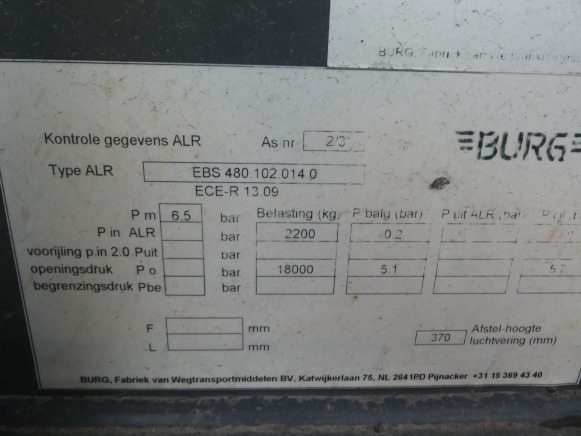 BURG, Fabriek van
Kontrole gegevens ALR As nr 2/3
BURG
Type ALR EBS 480.102.014 0
ECE-R 13.09
P m 6.5 bar Belasting (kg) P balg (bar) P uit ALR (bar)
P in ALR bar 2200 0.2
voorijling p.in 2.0 Puit bar
openingsdruk P o bar 18000 5.1
begrenzingsdruk Pbe bar
F mm
L mm
370 Afstel-hoogte
luchtvering (mm)
BURG, Fabriek van Wegtransportmiddelen BV, Katwijkerlaan 75, NL 2641PD Pijnacker +31 15 369 43 40